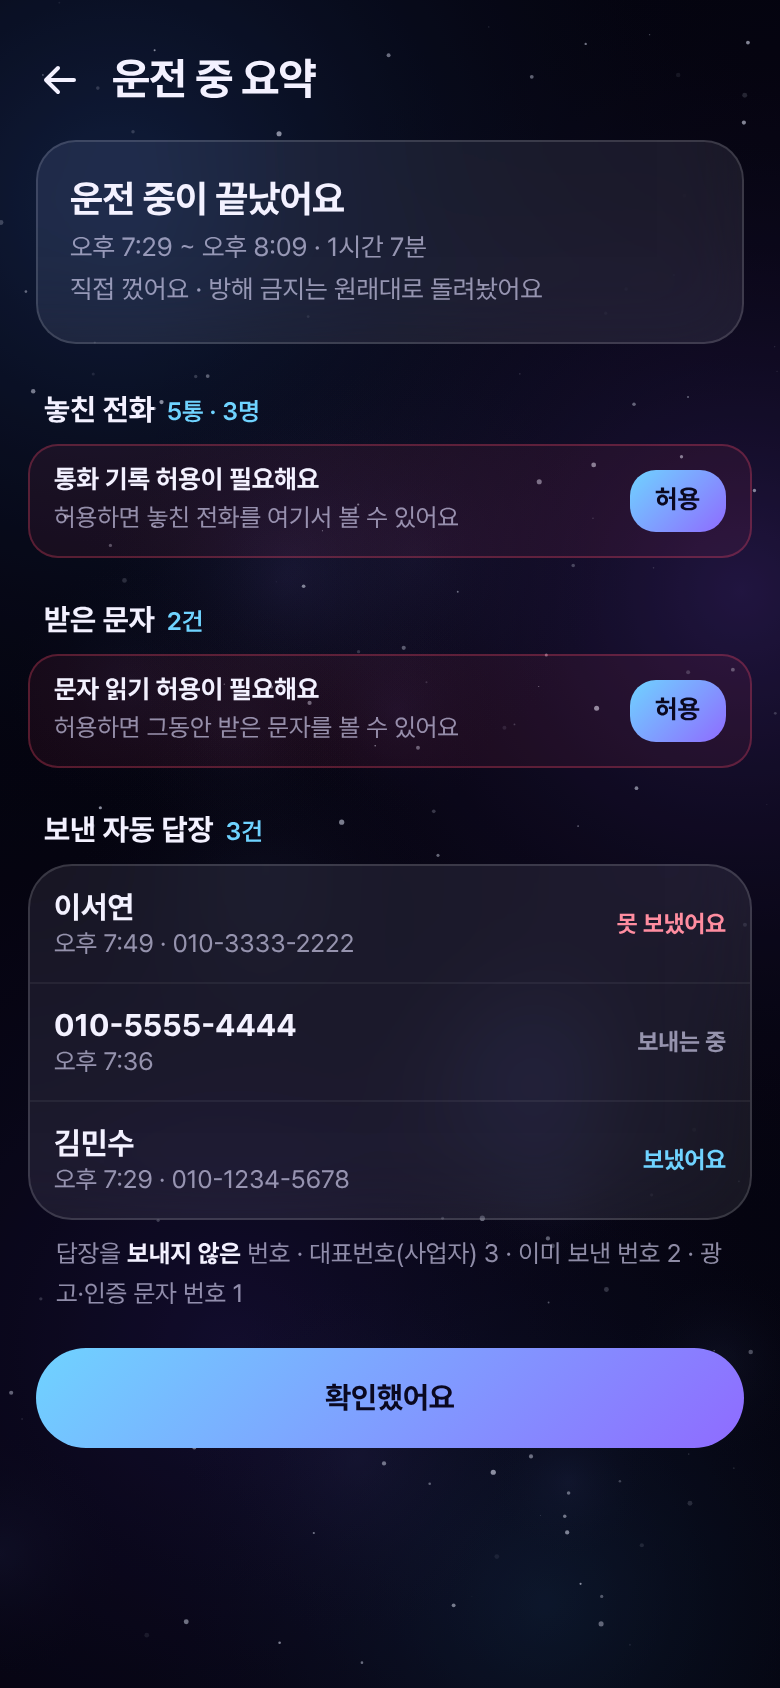 운전 중 요약
운전 중이 끝났어요
오후 7:29 ~ 오후 8:09 · 1시간 7분
직접 껐어요 · 방해 금지는 원래대로 돌려놨어요
놓친 전화 5통 · 3명
통화 기록 허용이 필요해요
허용하면 놓친 전화를 여기서 볼 수 있어요
허용
받은 문자 2건
문자 읽기 허용이 필요해요
허용하면 그동안 받은 문자를 볼 수 있어요
허용
보낸 자동 답장 3건
이서연
오후 7:49 · 010-3333-2222
못 보냈어요
010-5555-4444
오후 7:36
보내는 중
김민수
오후 7:29 · 010-1234-5678
보냈어요
답장을 보내지 않은 번호 · 대표번호(사업자) 3 · 이미 보낸 번호 2 · 광
고·인증 문자 번호 1
확인했어요